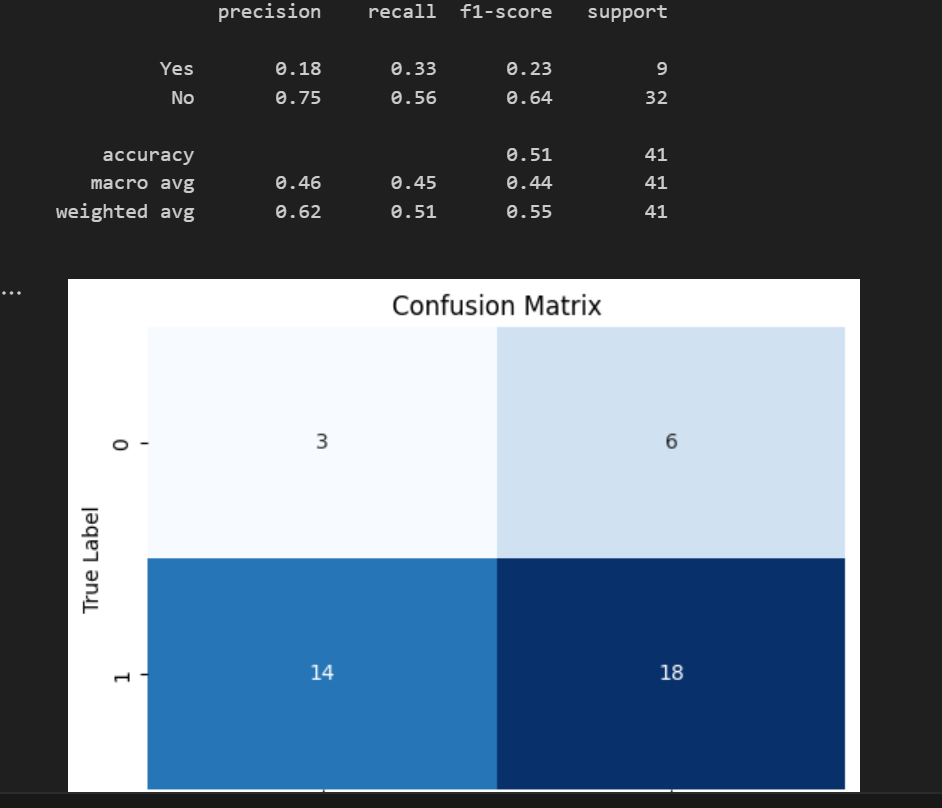 precision recall f1-score support
Yes 0.18 0.33 0.23 9
No 0.75 0.56 0.64 32
accuracy 0.51 41
macro avg 0.46 0.45 0.44 41
weighted avg 0.62 0.51 0.55 41
...
Confusion Matrix
0
3 6
True Label
1
14 18